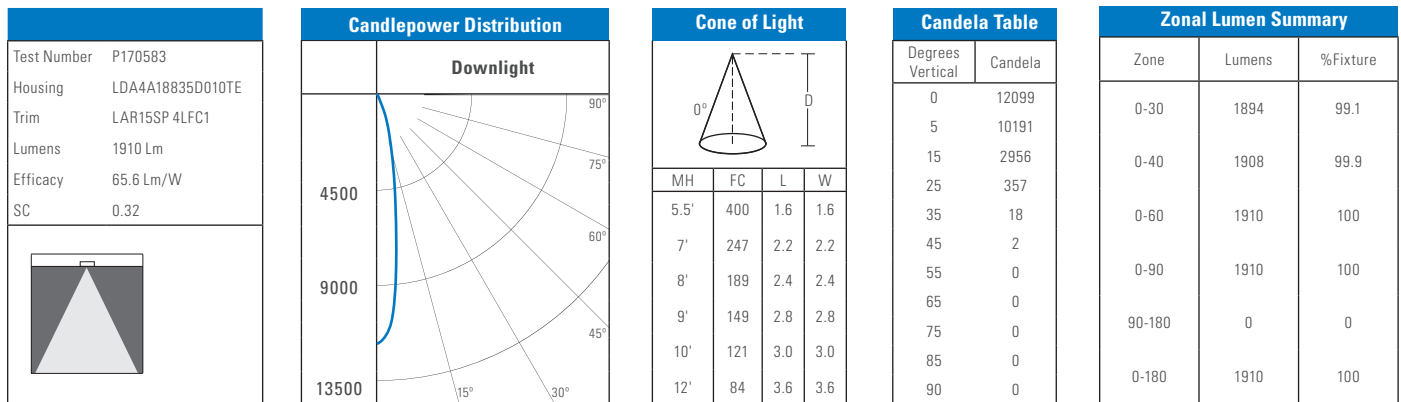 Test Number P170583
Housing LDA4A18835D010TE
Trim LAR15SP 4LFC1
Lumens 1910 Lm
Efficacy 65.6 Lm/W
SC 0.32
Candlepower Distribution
Downlight
90°
75°
4500
60°
9000
45°
13500
15° 30°
Cone of Light
0° D
MH FC L W
5.5' 400 1.6 1.6
7' 247 2.2 2.2
8' 189 2.4 2.4
9' 149 2.8 2.8
10' 121 3.0 3.0
12' 84 3.6 3.6
Candela Table
Degrees
Vertical
Candela
0 12099
5 10191
15 2956
25 357
35 18
45 2
55 0
65 0
75 0
85 0
90 0
Zonal Lumen Summary
Zone Lumens %Fixture
0-30 1894 99.1
0-40 1908 99.9
0-60 1910 100
0-90 1910 100
90-180 0 0
0-180 1910 100